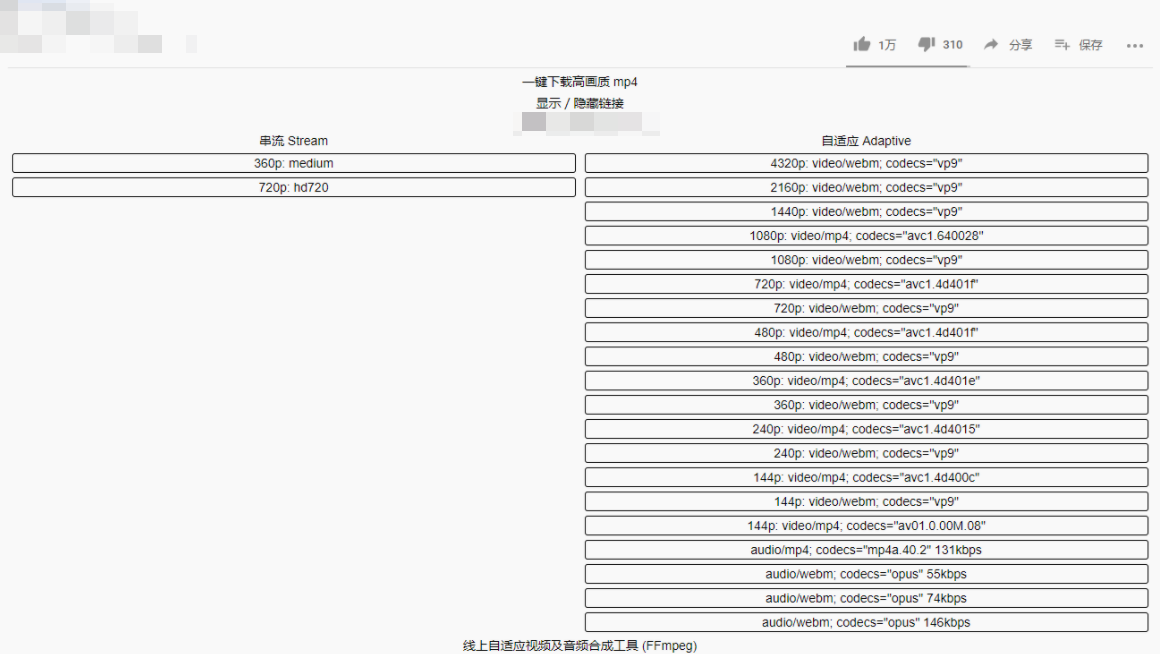 1万 310 分享 保存
一键下载高画质 mp4
显示 / 隐藏链接
串流 Stream
360p: medium
720p: hd720
自适应 Adaptive
4320p: video/webm; codecs="vp9"
2160p: video/webm; codecs="vp9"
1440p: video/webm; codecs="vp9"
1080p: video/mp4; codecs="avc1.640028"
1080p: video/webm; codecs="vp9"
720p: video/mp4; codecs="avc1.4d401f"
720p: video/webm; codecs="vp9"
480p: video/mp4; codecs="avc1.4d401f"
480p: video/webm; codecs="vp9"
360p: video/mp4; codecs="avc1.4d401e"
360p: video/webm; codecs="vp9"
240p: video/mp4; codecs="avc1.4d4015"
240p: video/webm; codecs="vp9"
144p: video/mp4; codecs="avc1.4d400c"
144p: video/webm; codecs="vp9"
144p: video/mp4; codecs="av01.0.00M.08"
audio/mp4; codecs="mp4a.40.2" 131kbps
audio/webm; codecs="opus" 55kbps
audio/webm; codecs="opus" 74kbps
audio/webm; codecs="opus" 146kbps
线上自适应视频及音频合成工具 (FFmpeg)